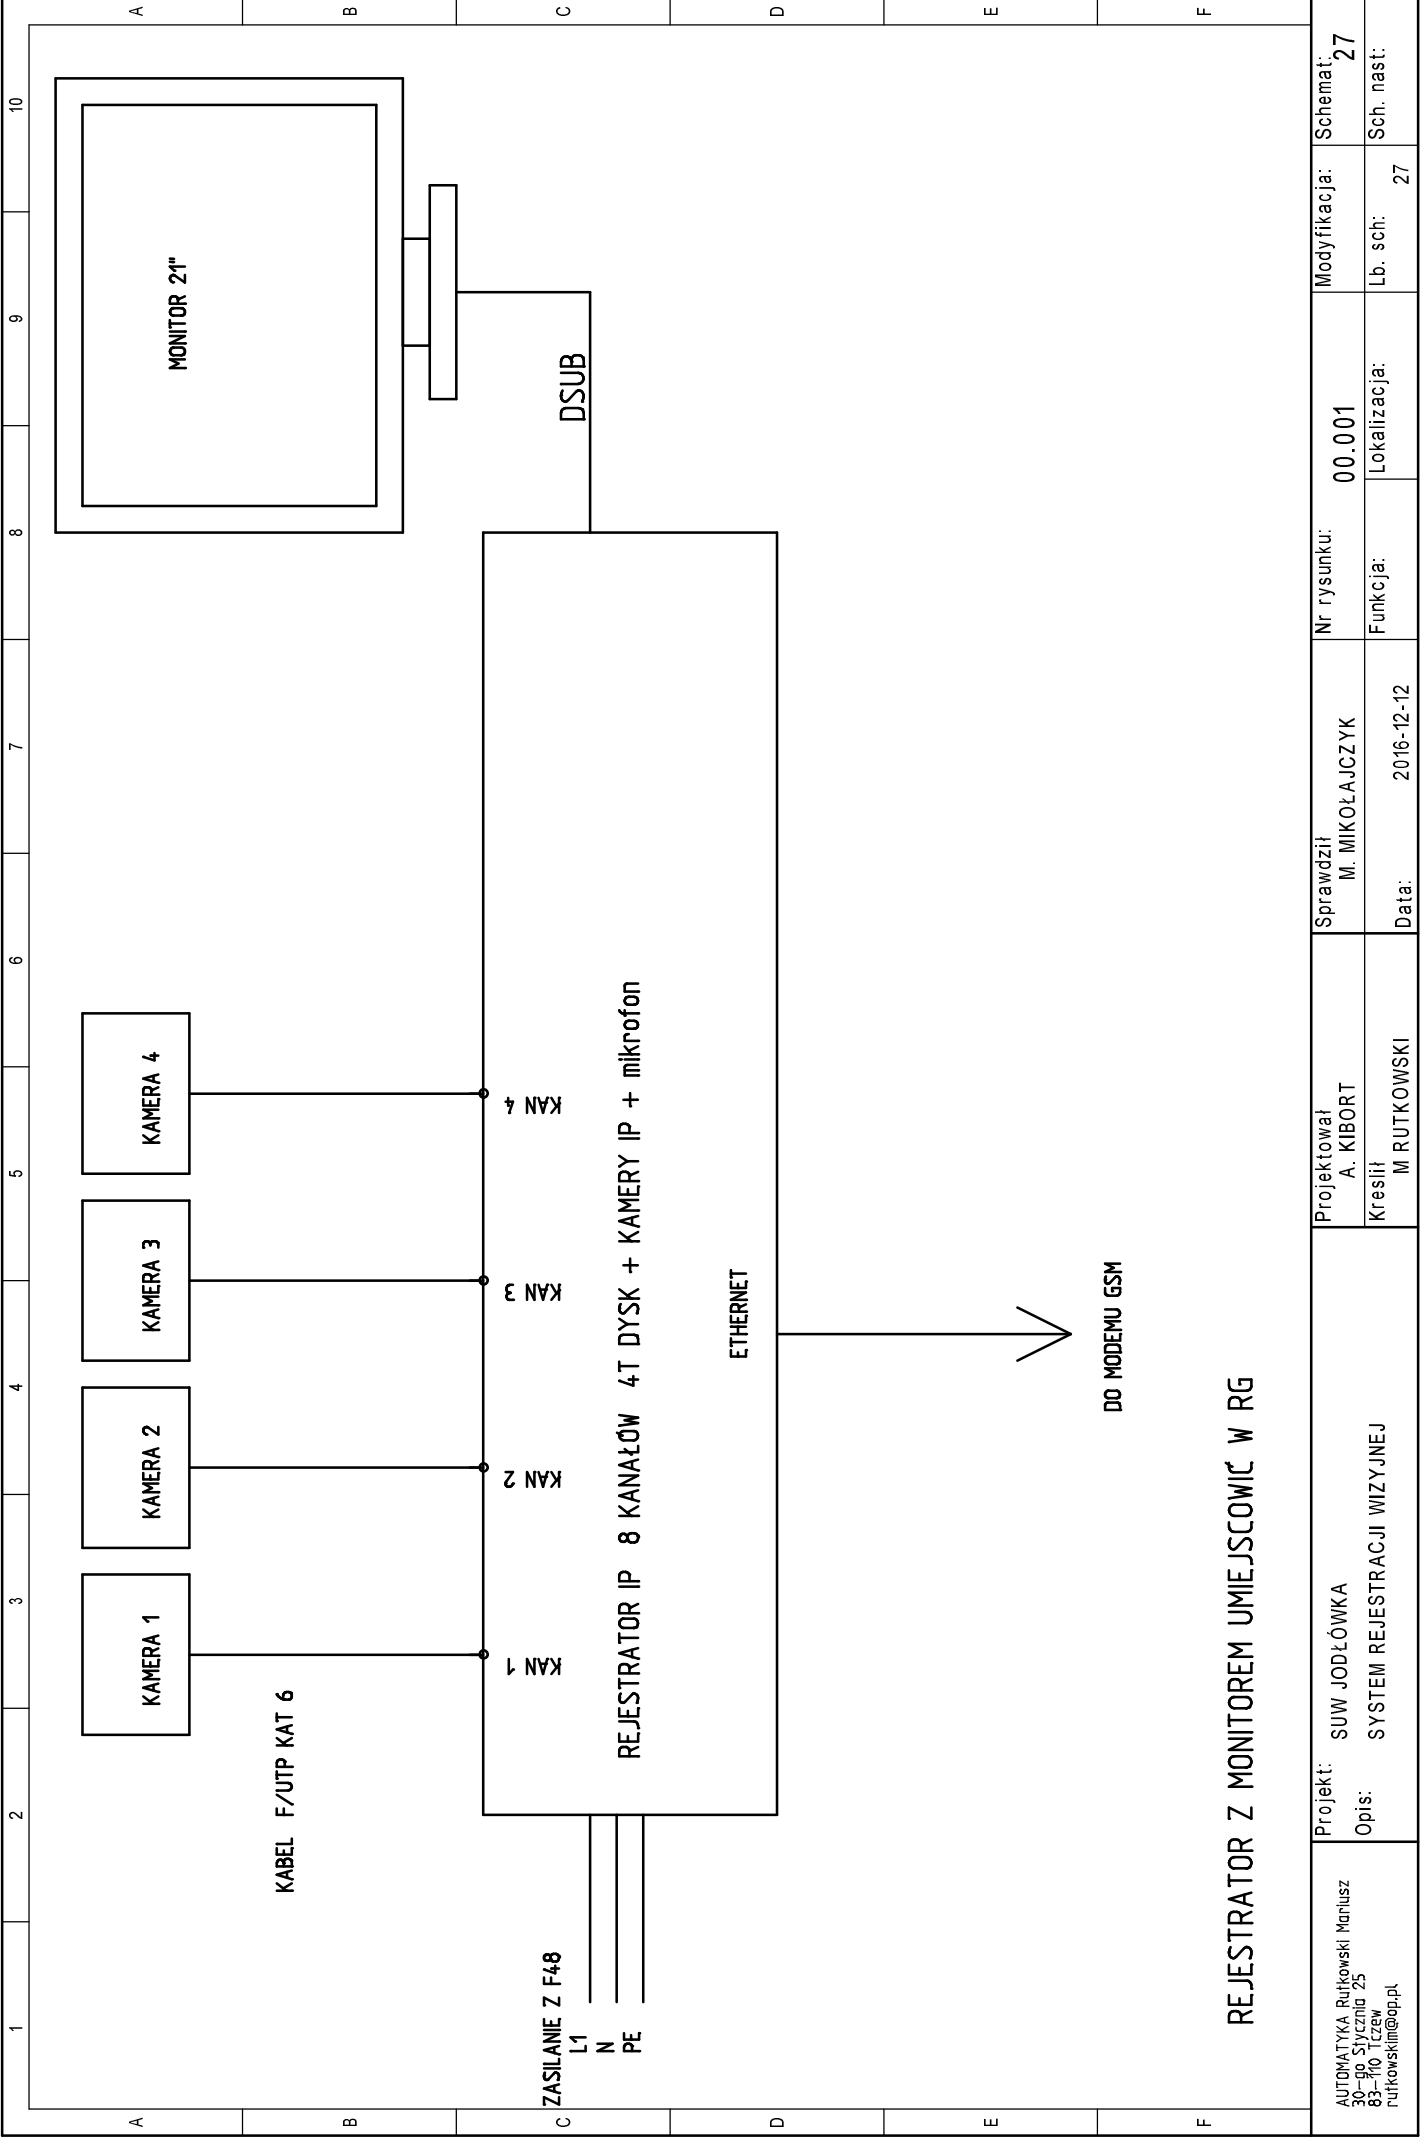 1 2 3 4 5 6 7 8 9 10
A A
B B
C C
D D
E E
F F
KAMERA 1
KAMERA 2
KAMERA 3
KAMERA 4
MONITOR 21"
KABEL F/UTP KAT 6
KAN 1
KAN 2
KAN 3
KAN 4
DSUB
ZASILANIE Z F48
L1
N
PE
REJESTRATOR IP 8 KANAŁÓW 4T DYSK + KAMERY IP + mikrofon
ETHERNET
DO MODEMU GSM
REJESTRATOR Z MONITOREM UMIEJSCOWIĆ W RG
AUTOMATYKA Rutkowski Mariusz
30-go Stycznia 25
83-110 Tczew
rutkowskim@op.pl
Projekt: SUW JODŁÓWKA
Opis: SYSTEM REJESTRACJI WIZYJNEJ
Projektował
A. KIBORT
Kreslił
M RUTKOWSKI
Sprawdził
M. MIKOŁAJCZYK
Data: 2016-12-12
Nr rysunku: 00.001
Funkcja:
Lokalizacja:
Modyfikacja:
Lb. sch: 27
Schemat: 27
Sch. nast: